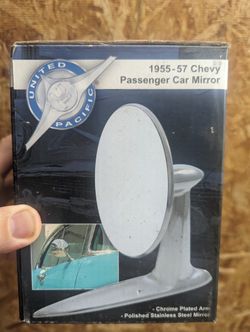 UNITED
PACIFIC
1955-57 Chevy
Passenger Car Mirror
- Chrome Plated Arm
- Polished Stainless Steel Mirror